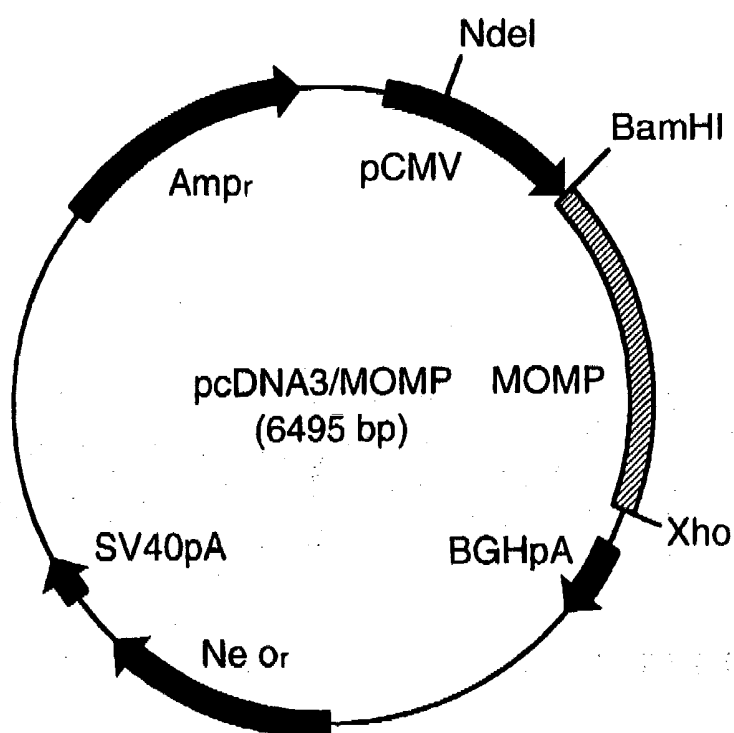 NdeI
BamHI
Ampr
pCMV
pcDNA3/MOMP
(6495 bp)
MOMP
Xho
BGHpA
SV40pA
Ne or